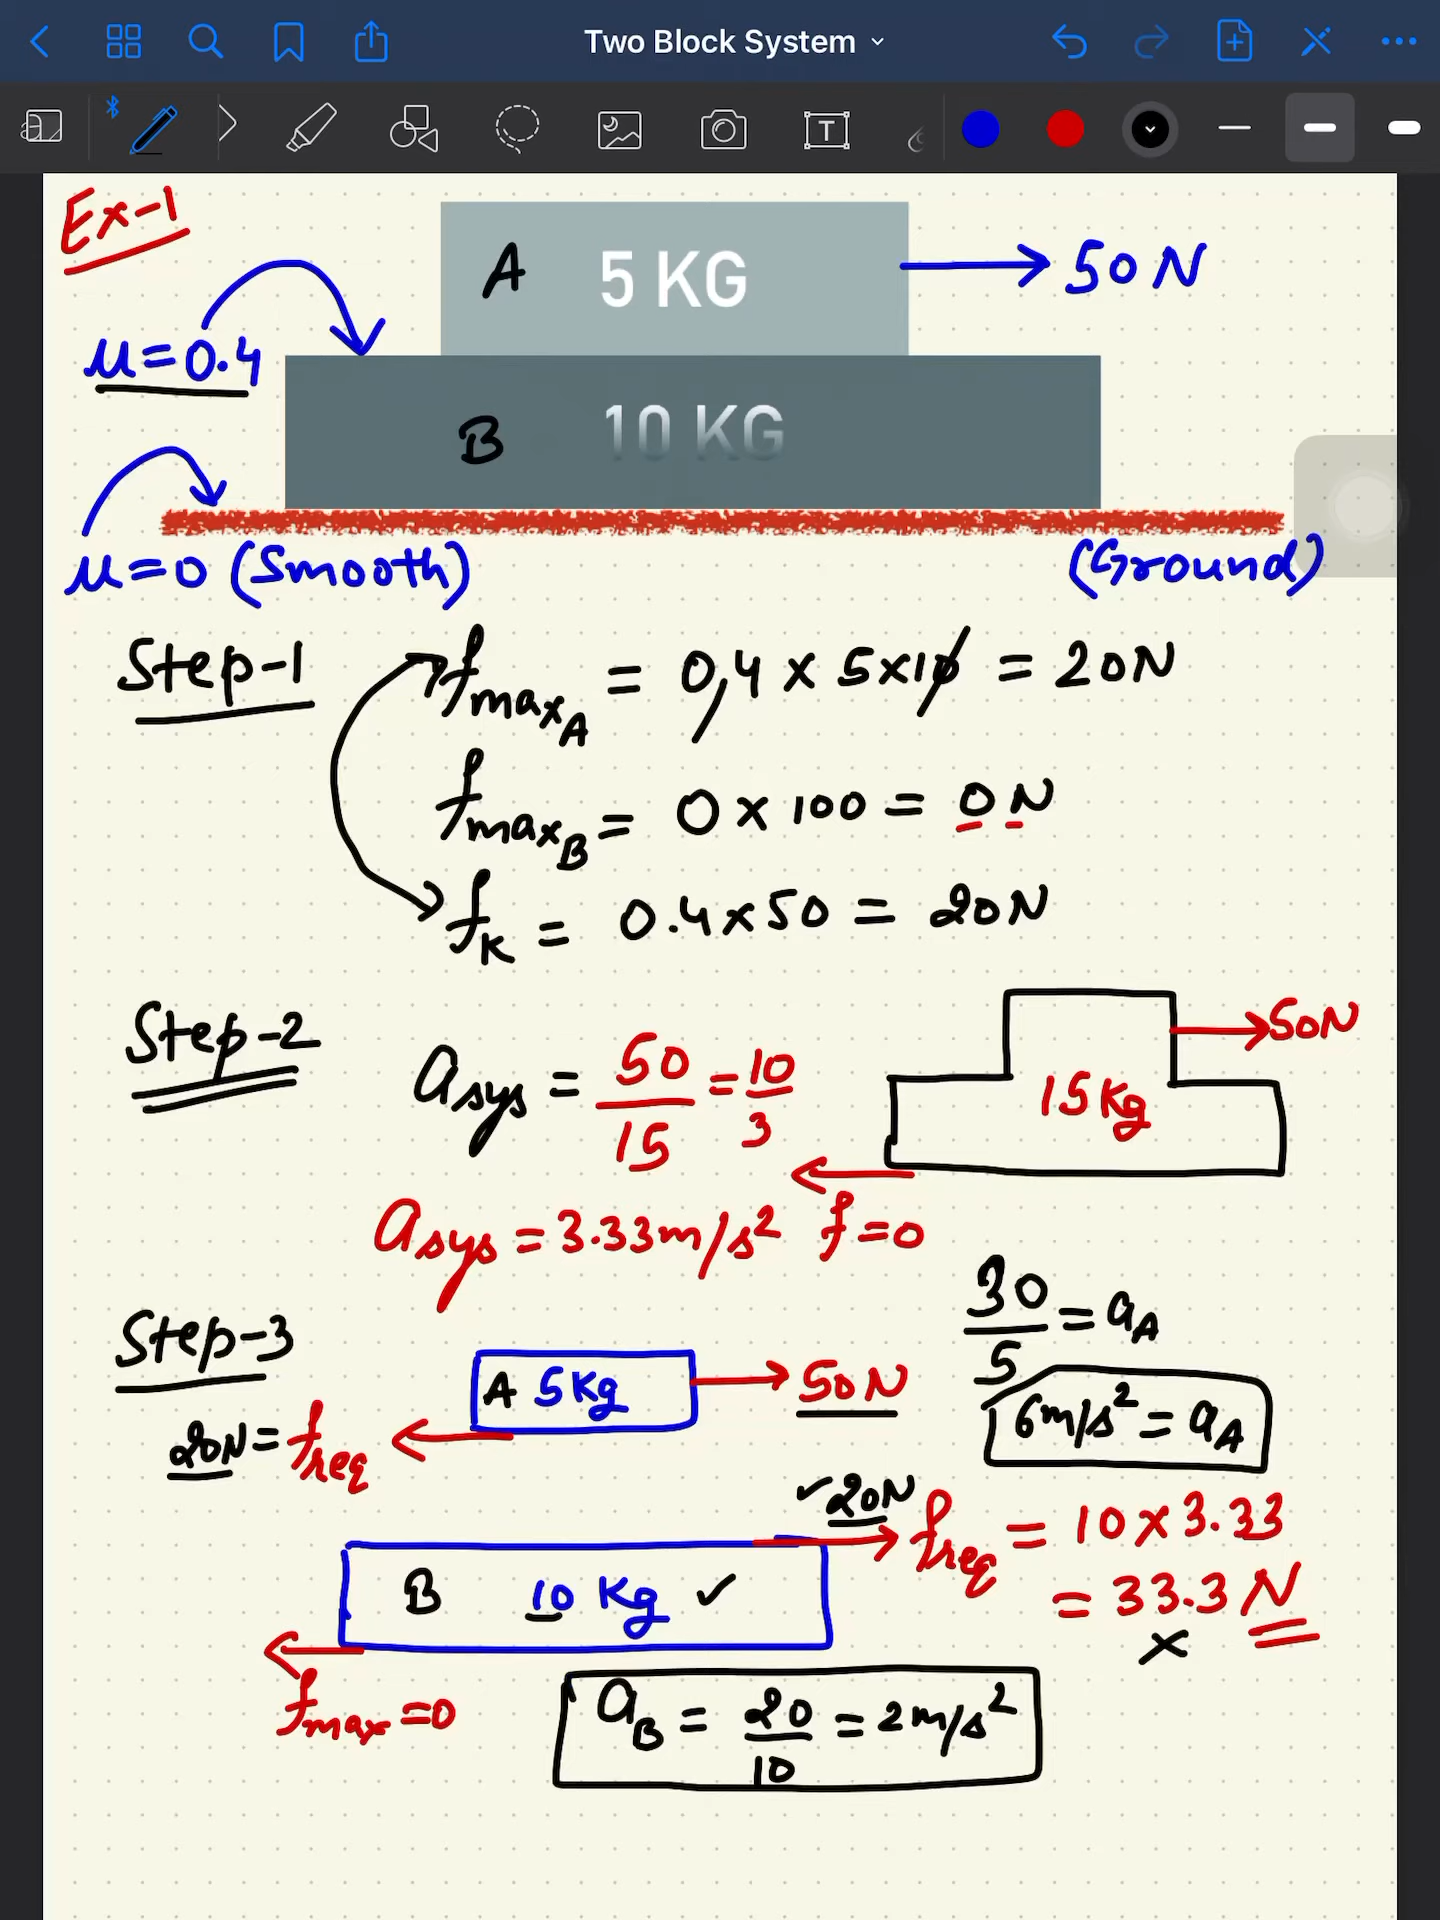 Two Block System
T
Ex-1
A 5 KG
50 N
μ=0.4
B 10 KG
μ=0 (Smooth)
(Ground)
Step-1
fmaxA = 0.4 × 5×10 = 20N
fmaxB = 0 × 100 = 0 N
fK = 0.4×50 = 20N
Step-2
asys = 50/15 = 10/3
50N
15Kg
asys = 3.33m/s²
f=0
30/5 = aA
Step-3
A 5Kg
50N
6m/s² = aA
20N = freq
✓20N
freq = 10 × 3.33
= 33.3 N
×
B 10 Kg ✓
fmax=0
aB = 20/10 = 2m/s²